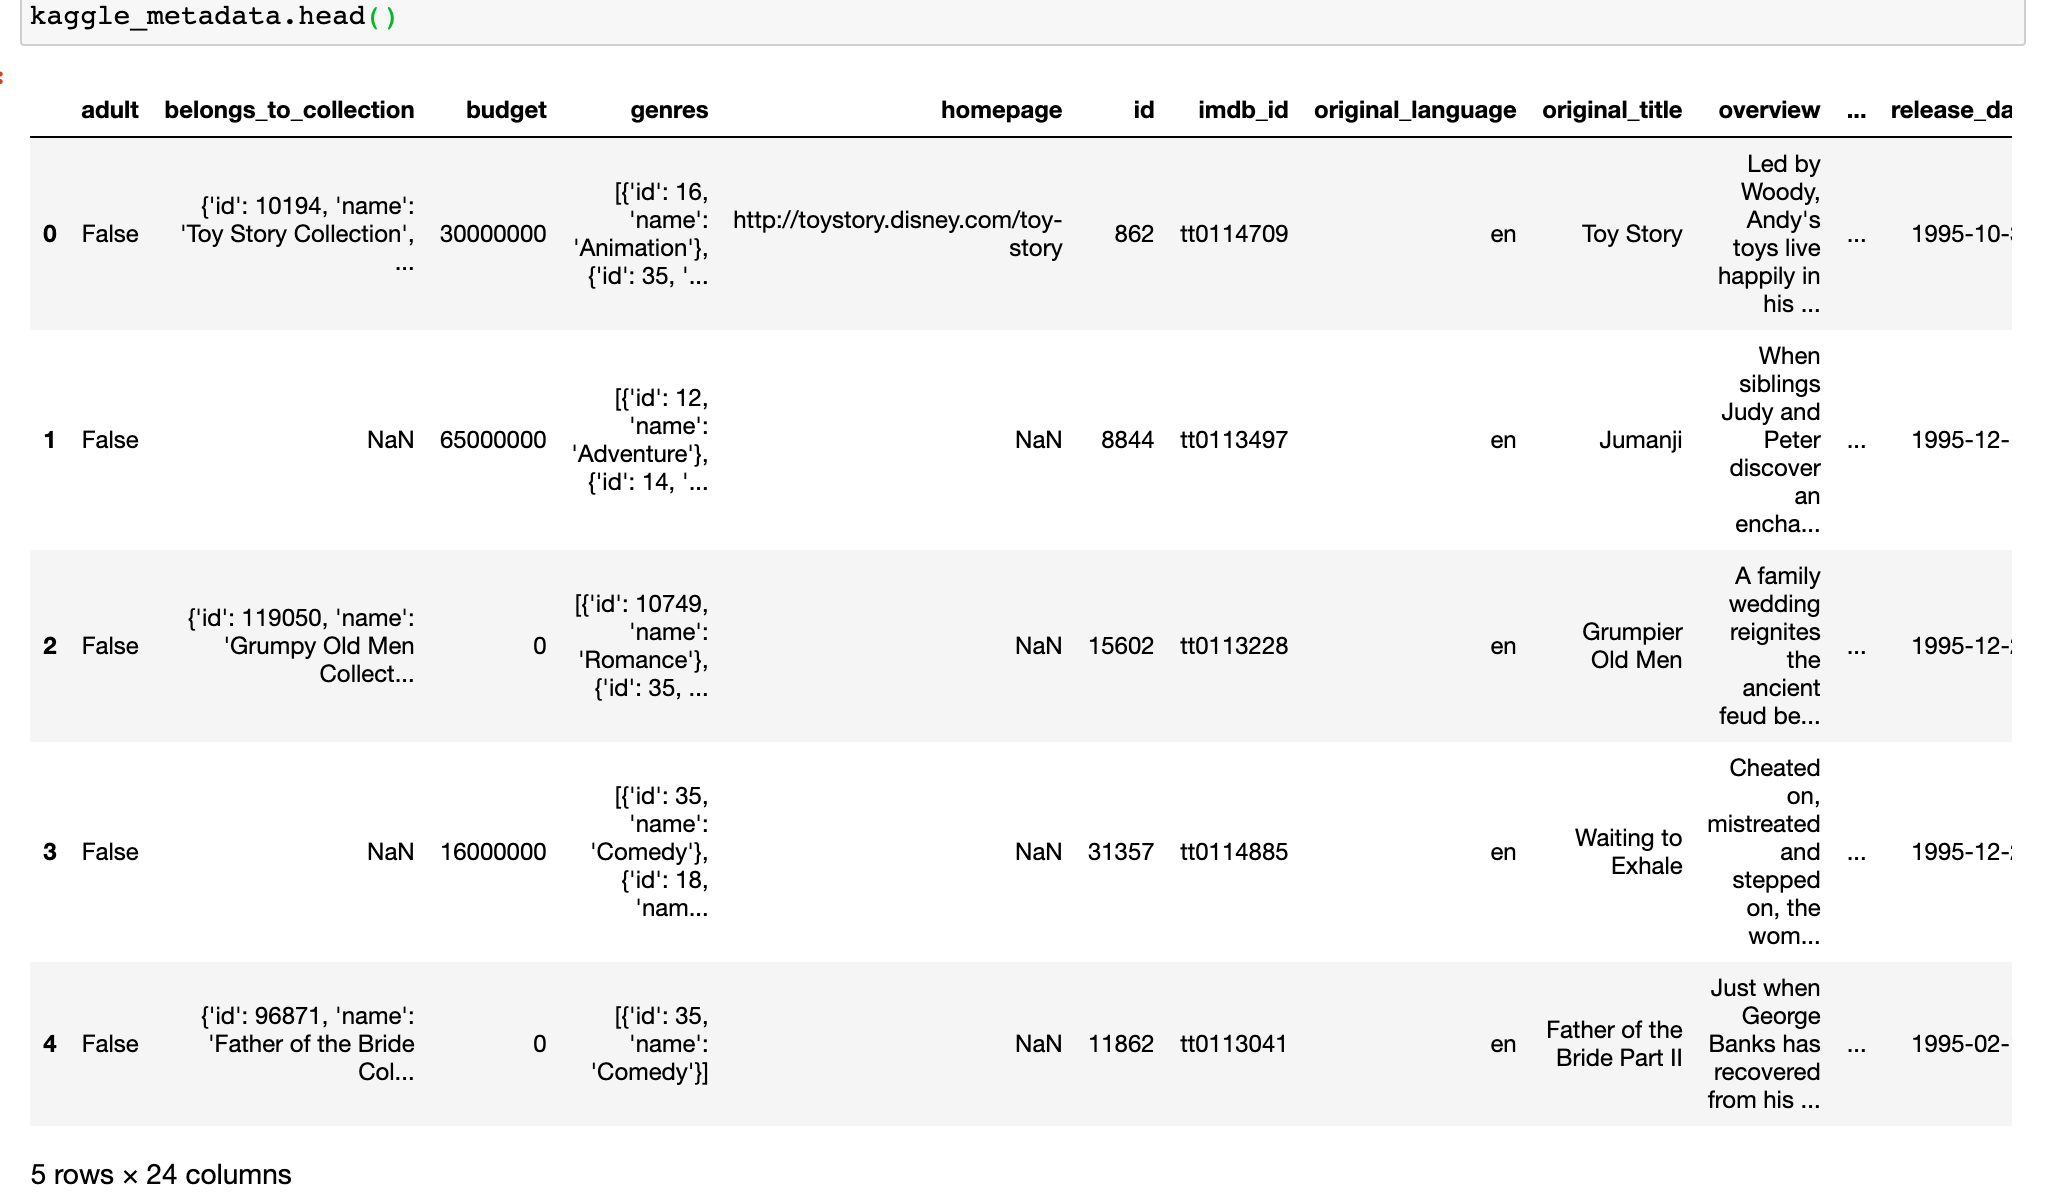 kaggle_metadata.head()
adult belongs_to_collection budget genres homepage id imdb_id original_language original_title overview ... release_da
0 False {'id': 10194, 'name': 'Toy Story Collection', ... 30000000 [{'id': 16, 'name': 'Animation'}, {'id': 35, '... http://toystory.disney.com/toy-story 862 tt0114709 en Toy Story Led by Woody, Andy's toys live happily in his ... ... 1995-10-
1 False NaN 65000000 [{'id': 12, 'name': 'Adventure'}, {'id': 14, '... NaN 8844 tt0113497 en Jumanji When siblings Judy and Peter discover an encha... ... 1995-12-
2 False {'id': 119050, 'name': 'Grumpy Old Men Collect... 0 [{'id': 10749, 'name': 'Romance'}, {'id': 35, ... NaN 15602 tt0113228 en Grumpier Old Men A family wedding reignites the ancient feud be... ... 1995-12-
3 False NaN 16000000 [{'id': 35, 'name': 'Comedy'}, {'id': 18, 'nam... NaN 31357 tt0114885 en Waiting to Exhale Cheated on, mistreated and stepped on, the wom... ... 1995-12-
4 False {'id': 96871, 'name': 'Father of the Bride Col... 0 [{'id': 35, 'name': 'Comedy'}] NaN 11862 tt0113041 en Father of the Bride Part II Just when George Banks has recovered from his ... ... 1995-02-
5 rows × 24 columns